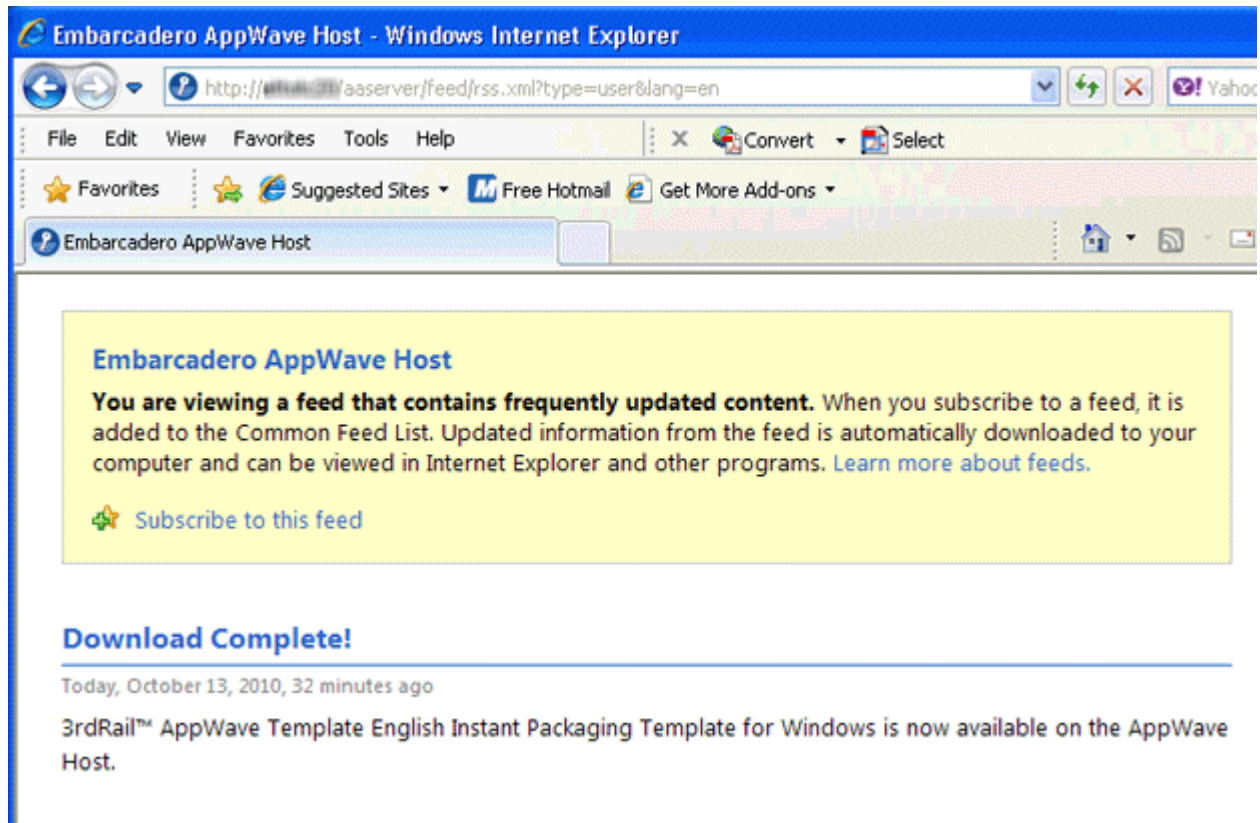 Embarcadero AppWave Host - Windows Internet Explorer
http:// /aaserver/feed/rss.xml?type=user&lang=en Yahoo
File Edit View Favorites Tools Help Convert Select
Favorites Suggested Sites Free Hotmail Get More Add-ons
Embarcadero AppWave Host
Embarcadero AppWave Host
You are viewing a feed that contains frequently updated content. When you subscribe to a feed, it is
added to the Common Feed List. Updated information from the feed is automatically downloaded to your
computer and can be viewed in Internet Explorer and other programs. Learn more about feeds.
Subscribe to this feed
Download Complete!
Today, October 13, 2010, 32 minutes ago
3rdRail™ AppWave Template English Instant Packaging Template for Windows is now available on the AppWave
Host.